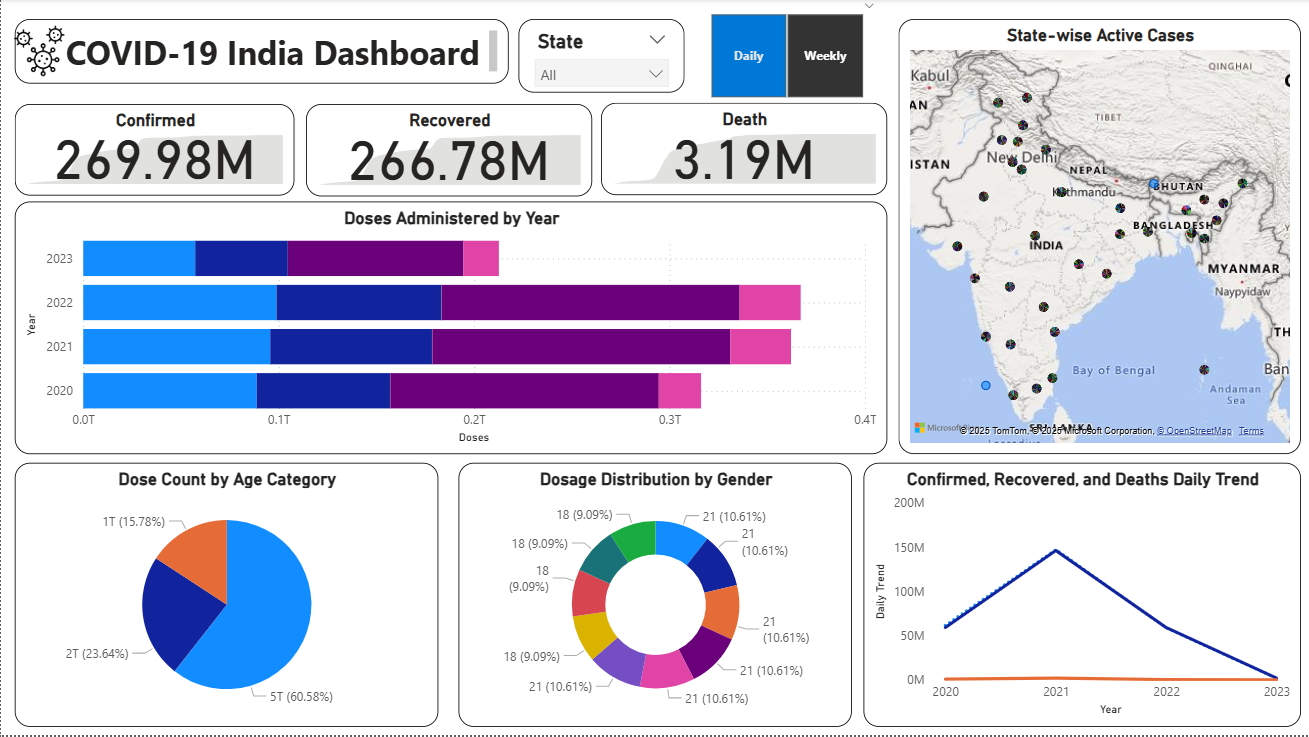 COVID-19 India Dashboard
State
All
Daily
Weekly
Confirmed
269.98M
Recovered
266.78M
Death
3.19M
Doses Administered by Year
2023
2022
2021
2020
Year
0.0T
0.1T
0.2T
0.3T
0.4T
Doses
State-wise Active Cases
QINGHAI
Kabul
AN
TIBET
ISTAN
New Delhi
NEPAL
Kathmandu
BHUTAN
BANGLADESH
INDIA
MYANMAR
Naypyidaw
TH
Ban
Bay of Bengal
Andaman
Sea
SRI LANKA
Microsoft
© 2025 TomTom, © 2025 Microsoft Corporation, © OpenStreetMap Terms
Dose Count by Age Category
1T (15.78%)
2T (23.64%)
5T (60.58%)
Dosage Distribution by Gender
18 (9.09%)
21 (10.61%)
18 (9.09%)
21
(10.61%)
18
(9.09%)
21
(10.61%)
18 (9.09%)
21 (10.61%)
21 (10.61%)
21 (10.61%)
Confirmed, Recovered, and Deaths Daily Trend
200M
150M
100M
50M
0M
Daily Trend
2020
2021
2022
2023
Year